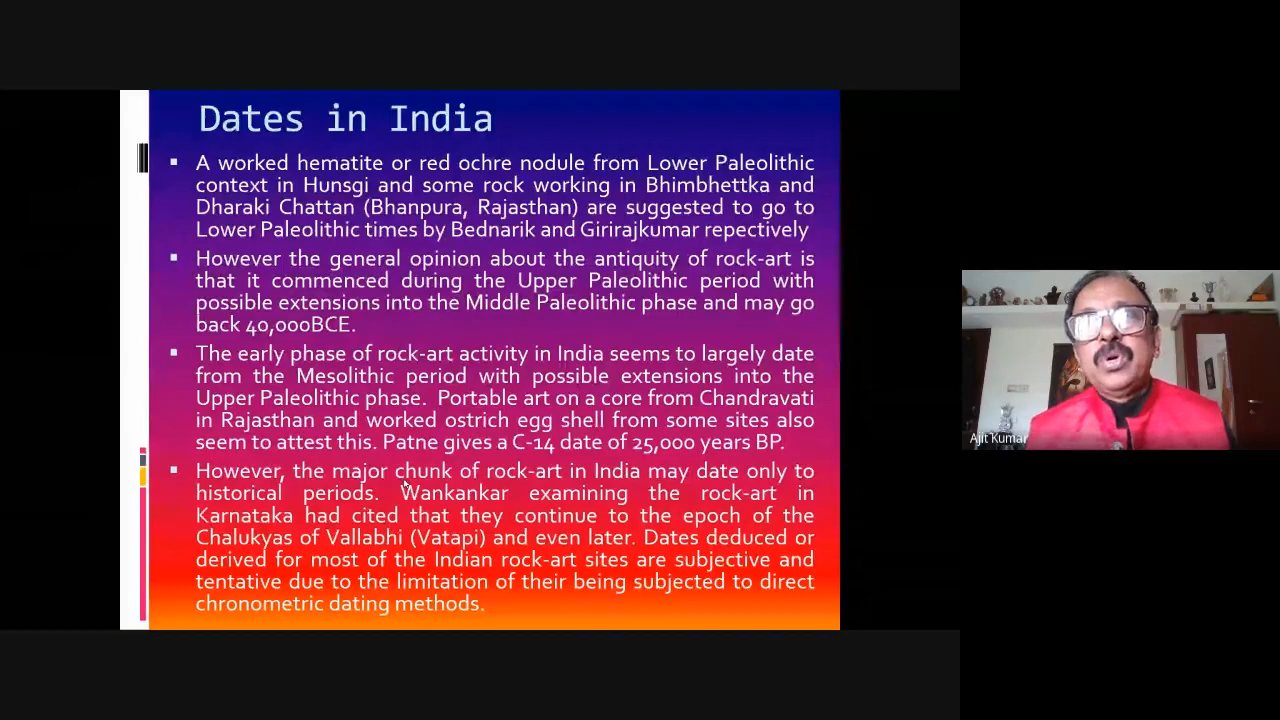 Dates in India
A worked hematite or red ochre nodule from Lower Paleolithic
context in Hunsgi and some rock working in Bhimbhettka and
Dharaki Chattan (Bhanpura, Rajasthan) are suggested to go to
Lower Paleolithic times by Bednarik and Girirajkumar repectively
However the general opinion about the antiquity of rock-art is
that it commenced during the Upper Paleolithic period with
possible extensions into the Middle Paleolithic phase and may go
back 40,000BCE.
The early phase of rock-art activity in India seems to largely date
from the Mesolithic period with possible extensions into the
Upper Paleolithic phase. Portable art on a core from Chandravati
in Rajasthan and worked ostrich egg shell from some sites also
seem to attest this. Patne gives a C-14 date of 25,000 years BP.
However, the major chunk of rock-art in India may date only to
historical periods. Wankankar examining the rock-art in
Karnataka had cited that they continue to the epoch of the
Chalukyas of Vallabhi (Vatapi) and even later. Dates deduced or
derived for most of the Indian rock-art sites are subjective and
tentative due to the limitation of their being subjected to direct
chronometric dating methods.
Ajit Kumar